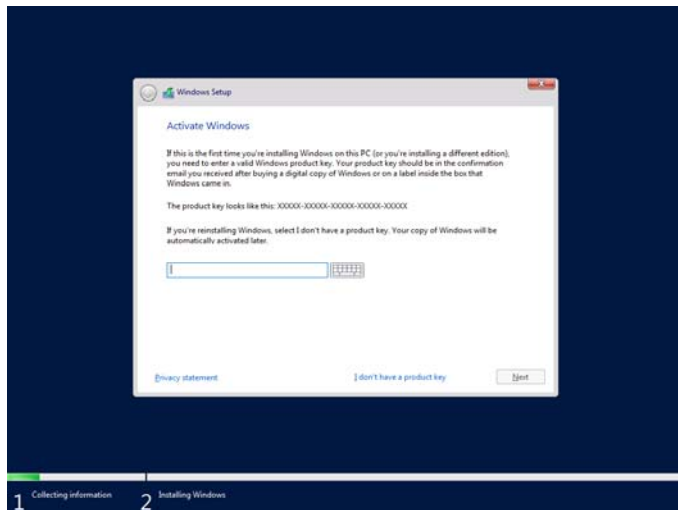 Windows Setup
Activate Windows
If this is the first time you're installing Windows on this PC (or you're installing a different edition),
you need to enter a valid Windows product key. Your product key should be in the confirmation
email you received after buying a digital copy of Windows or on a label inside the box that
Windows came in.
The product key looks like this: XXXXX-XXXXX-XXXXX-XXXXX-XXXXX
If you're reinstalling Windows, select I don't have a product key. Your copy of Windows will be
automatically activated later.
Privacy statement
I don't have a product key
Next
1 Collecting information
2 Installing Windows